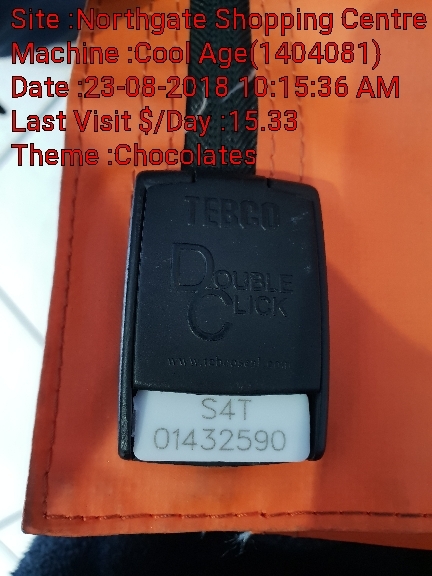 Site :Northgate Shopping Centre
Machine :Cool Age(1404081)
Date :23-08-2018 10:15:36 AM
Last Visit $/Day :15.33
Theme :Chocolates
TEBCO
DOUBLE
CLICK
S4T
01432590